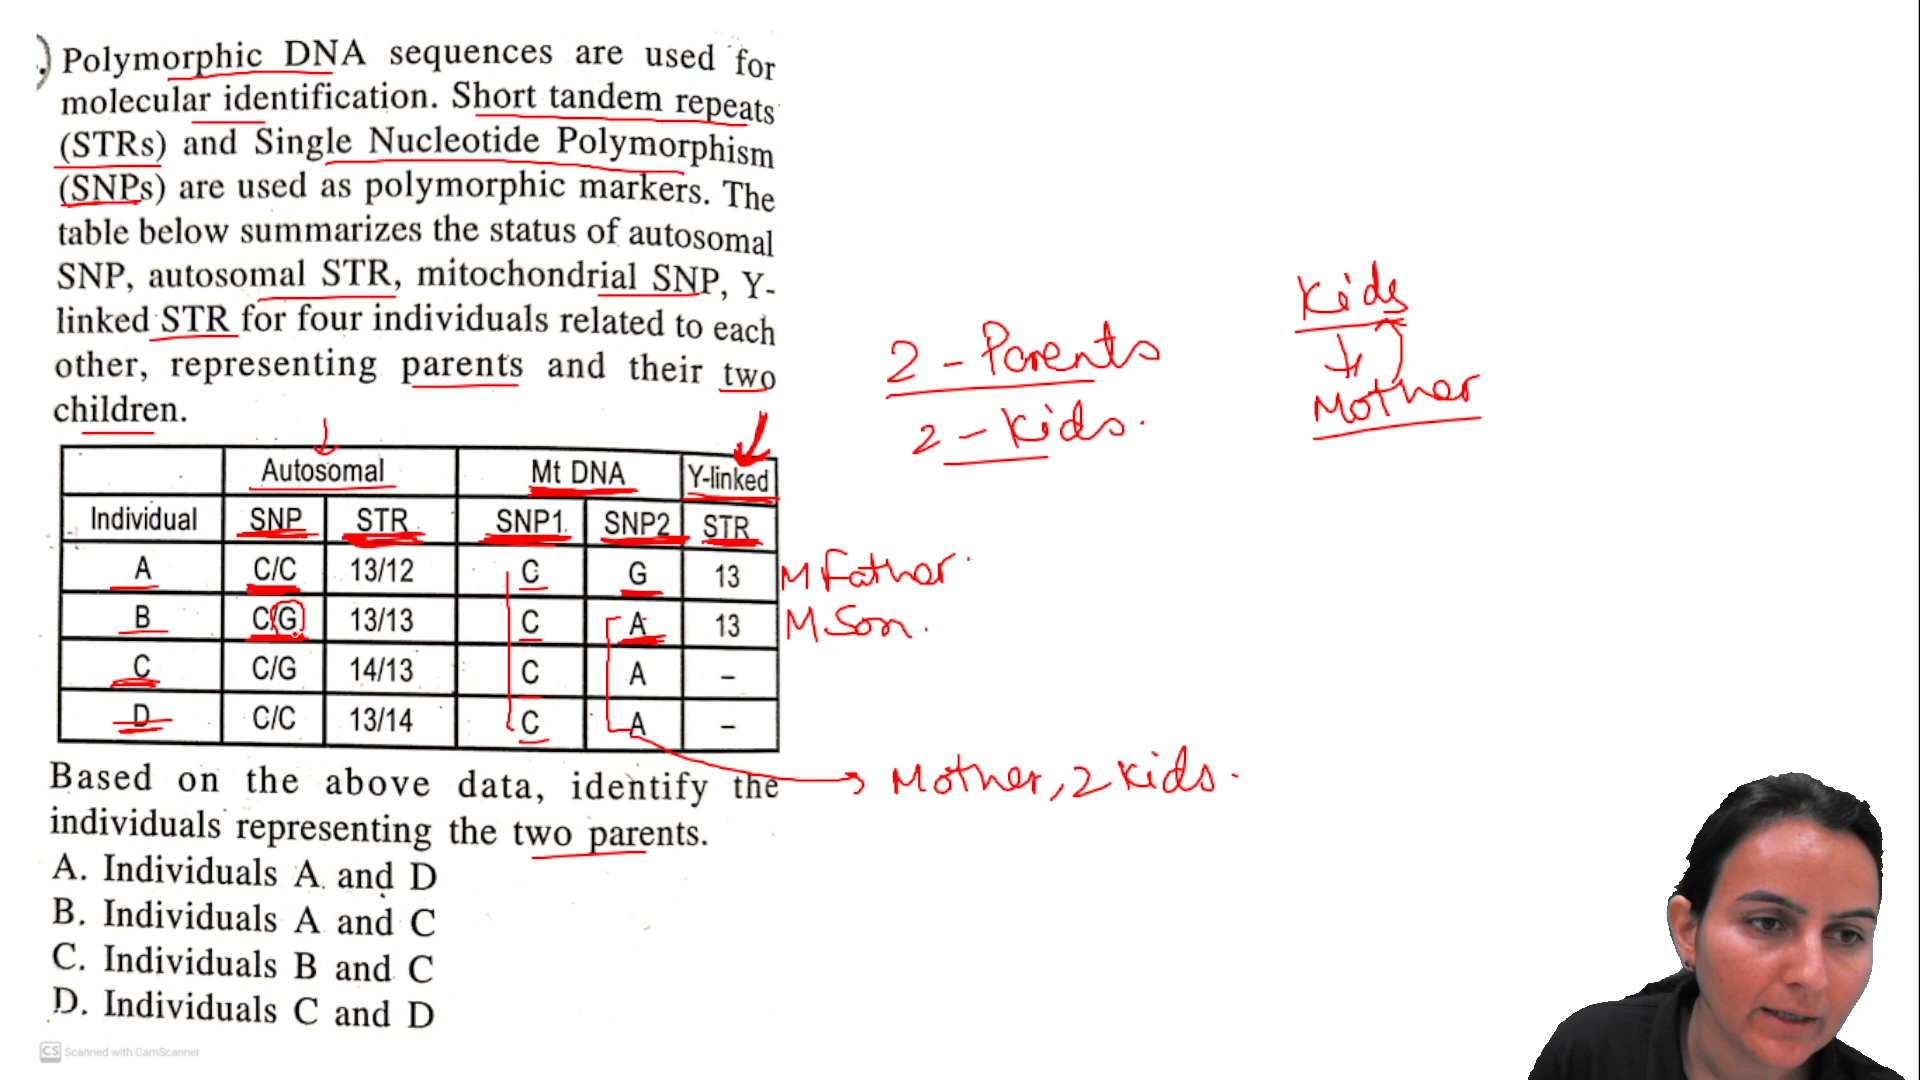 Polymorphic DNA sequences are used for
molecular identification. Short tandem repeats
(STRs) and Single Nucleotide Polymorphism
(SNPs) are used as polymorphic markers. The
table below summarizes the status of autosomal
SNP, autosomal STR, mitochondrial SNP, Y-
linked STR for four individuals related to each
other, representing parents and their two
children.
Autosomal Mt DNA Y-linked
Individual SNP STR SNP1 SNP2 STR
A C/C 13/12 C G 13 M Father
B C/G 13/13 C A 13 M Son.
C C/G 14/13 C A –
D C/C 13/14 C A –
Based on the above data, identify the
individuals representing the two parents.
A. Individuals A and D
B. Individuals A and C
C. Individuals B and C
D. Individuals C and D
CS Scanned with CamScanner
2 - Parents
2 - Kids.
Kids
Mother
Mother, 2 Kids.